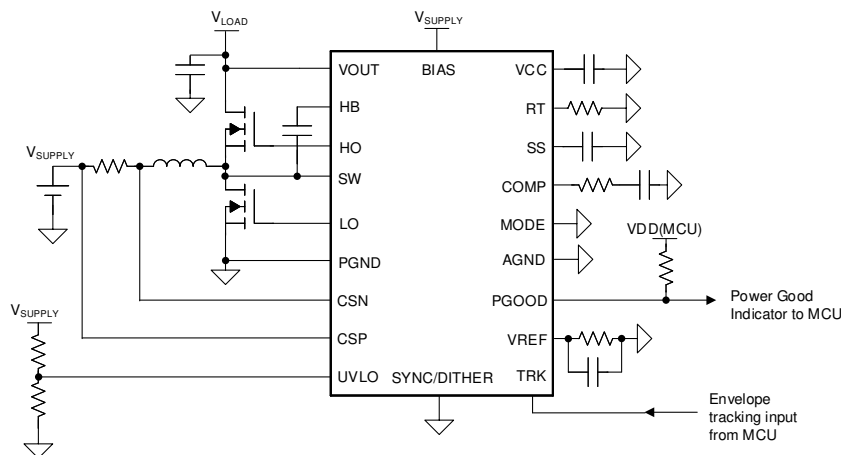 VLOAD
VSUPPLY
VOUT
BIAS
VCC
HB
RT
HO
SS
VSUPPLY
SW
COMP
LO
MODE
VDD(MCU)
PGND
AGND
CSN
PGOOD
Power Good
Indicator to MCU
VSUPPLY
CSP
VREF
UVLO
SYNC/DITHER
TRK
Envelope
tracking input
from MCU